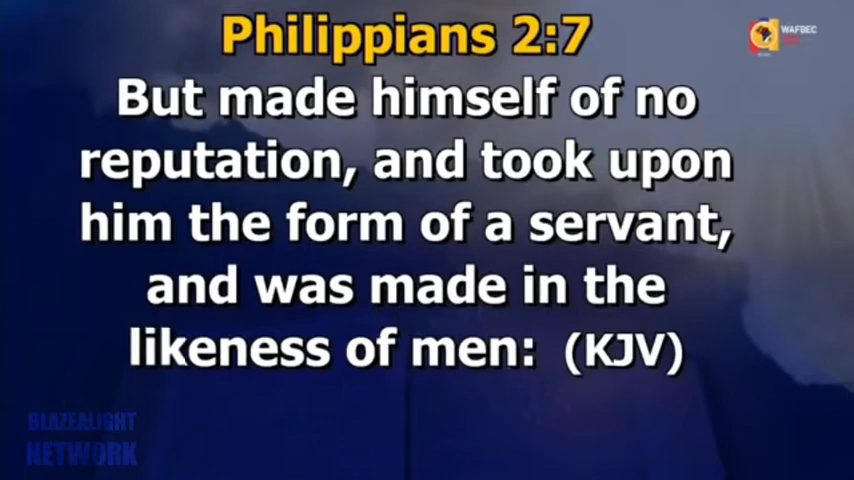 Philippians 2:7
WAFBEC
But made himself of no
reputation, and took upon
him the form of a servant,
and was made in the
likeness of men: (KJV)
BLAZEALIGHT
NETWORK